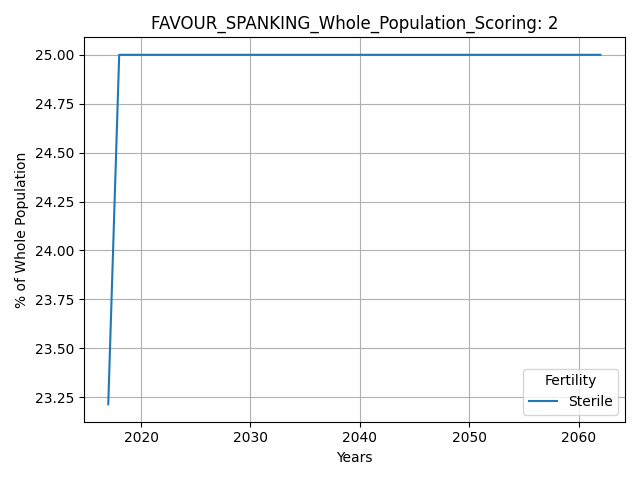 FAVOUR_SPANKING_Whole_Population_Scoring: 2
% of Whole Population
25.00
24.75
24.50
24.25
24.00
23.75
23.50
23.25
Fertility
Sterile
2020 2030 2040 2050 2060
Years